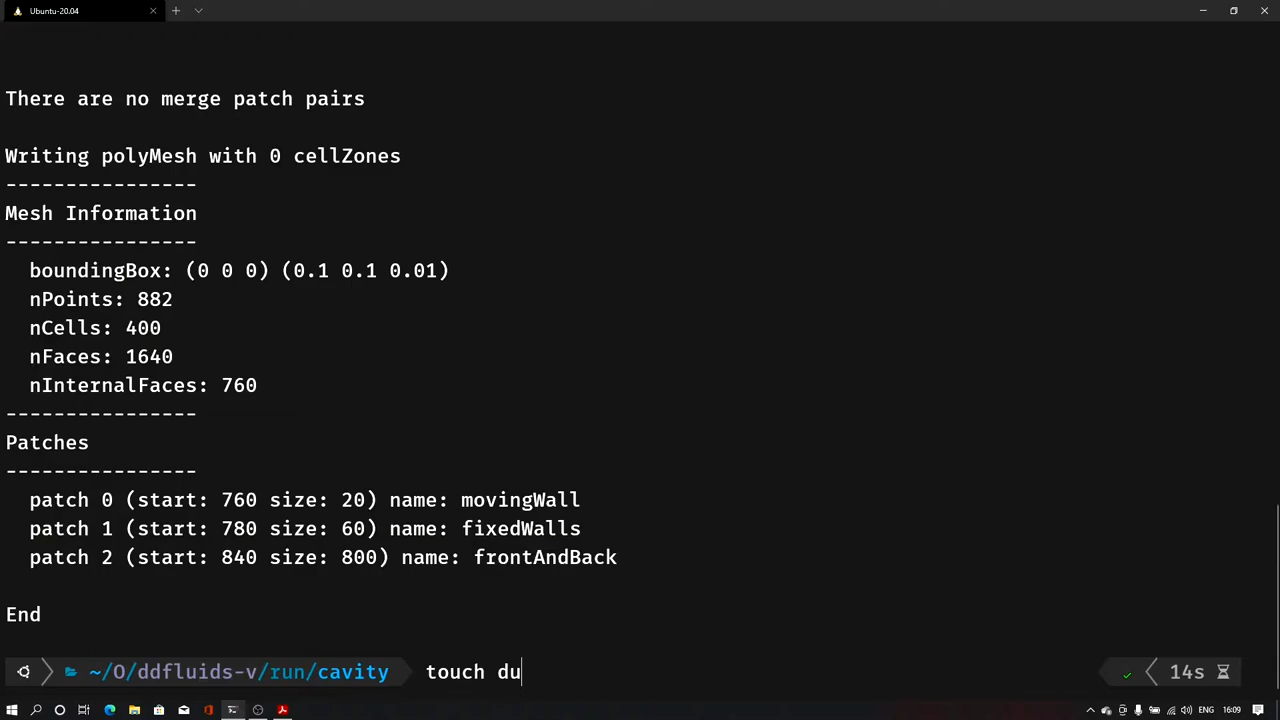 Ubuntu-20.04
There are no merge patch pairs
Writing polyMesh with 0 cellZones
----------------
Mesh Information
----------------
boundingBox: (0 0 0) (0.1 0.1 0.01)
nPoints: 882
nCells: 400
nFaces: 1640
nInternalFaces: 760
----------------
Patches
----------------
patch 0 (start: 760 size: 20) name: movingWall
patch 1 (start: 780 size: 60) name: fixedWalls
patch 2 (start: 840 size: 800) name: frontAndBack
End
~/O/ddfluids-v/run/cavity touch du 14s
ENG 16:09